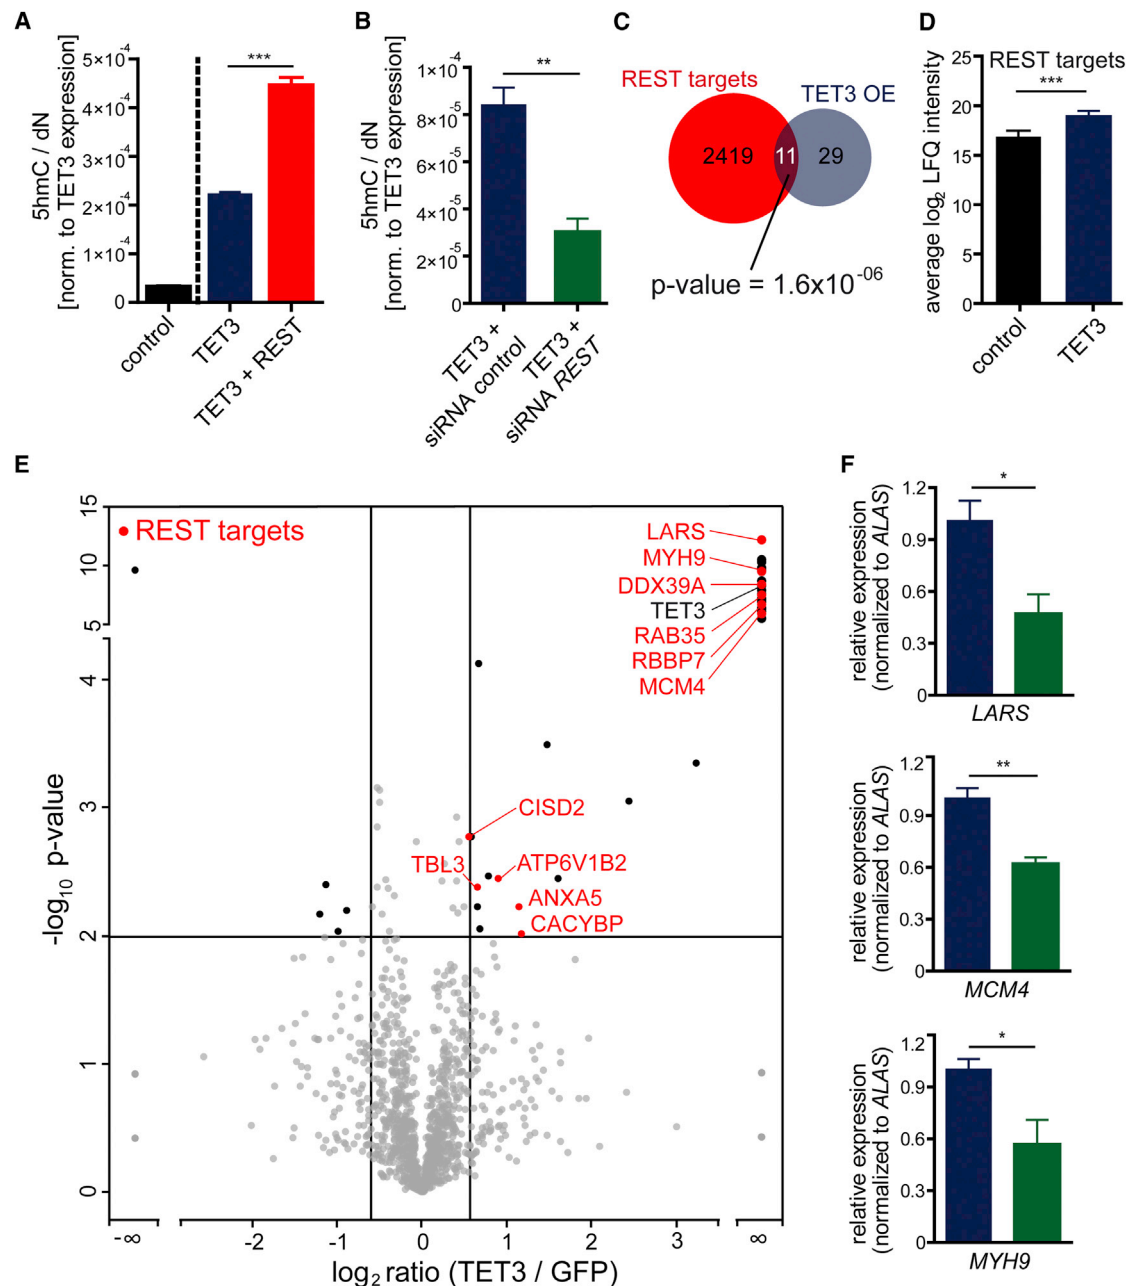 A
5hmC / dN
[norm. to TET3 expression]
5×10⁻⁴
4×10⁻⁴
3×10⁻⁴
2×10⁻⁴
1×10⁻⁴
0
***
control
TET3
TET3 + REST
B
5hmC / dN
[norm. to TET3 expression]
1×10⁻⁴
8×10⁻⁵
6×10⁻⁵
4×10⁻⁵
2×10⁻⁵
0
**
TET3 +
siRNA control
TET3 +
siRNA REST
C
REST targets
TET3 OE
2419
11
29
p-value = 1.6x10⁻⁰⁶
D
average log₂ LFQ intensity
25
20
15
10
5
0
REST targets
***
control
TET3
E
-log₁₀ p-value
15
10
5
4
3
2
1
0
REST targets
LARS
MYH9
DDX39A
TET3
RAB35
RBBP7
MCM4
CISD2
TBL3
ATP6V1B2
ANXA5
CACYBP
-∞
-2
-1
0
1
2
3
∞
log₂ ratio (TET3 / GFP)
F
relative expression
(normalized to ALAS)
1.2
0.9
0.6
0.3
0
*
LARS
relative expression
(normalized to ALAS)
1.2
0.9
0.6
0.3
0
**
MCM4
relative expression
(normalized to ALAS)
1.2
0.9
0.6
0.3
0
*
MYH9